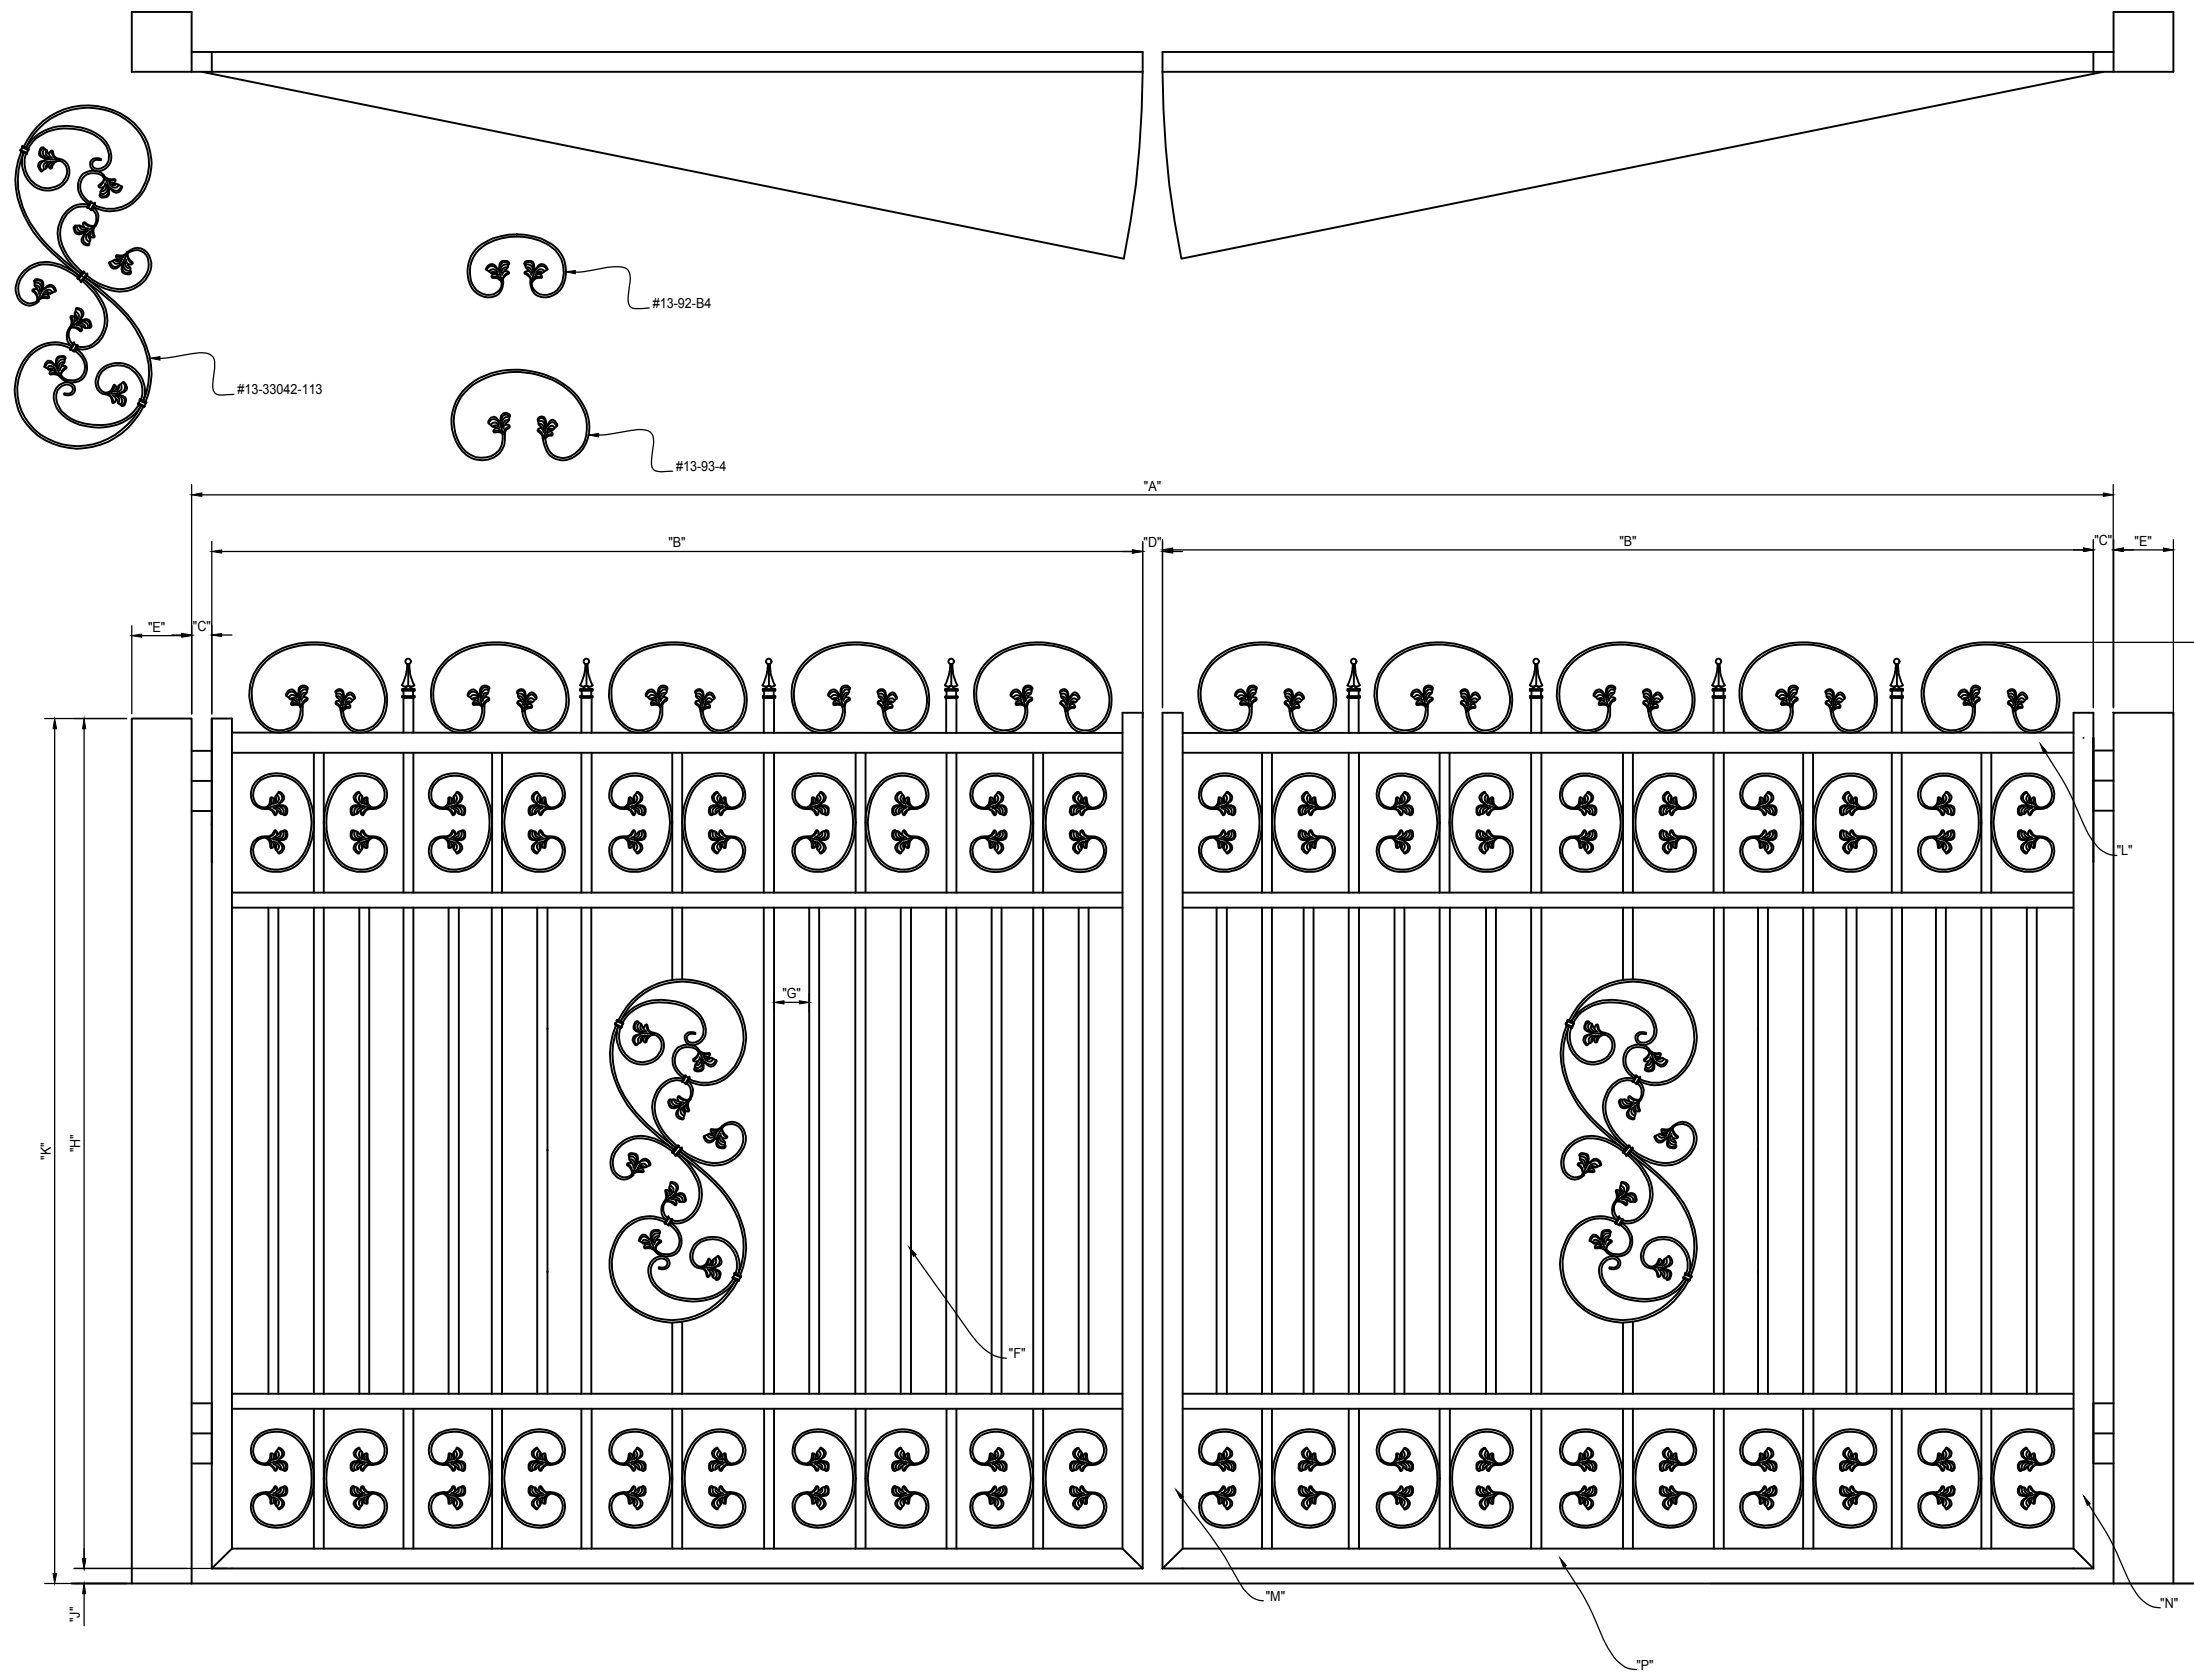 #13-92-B4
#13-33042-113
#13-93-4
"A"
"B" "D" "B" "C" "E"
"E" "C"
"L"
"G"
"K" "H"
"F"
"M"
"J" "N"
"P"